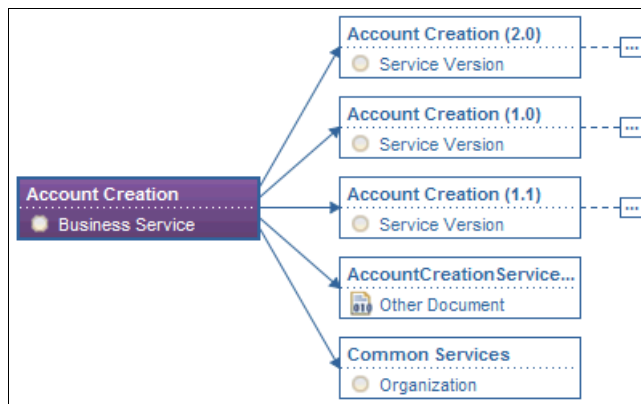 Account Creation (2.0)
Service Version
...
Account Creation (1.0)
Service Version
...
Account Creation
Business Service
Account Creation (1.1)
Service Version
...
AccountCreationService...
010
Other Document
Common Services
Organization